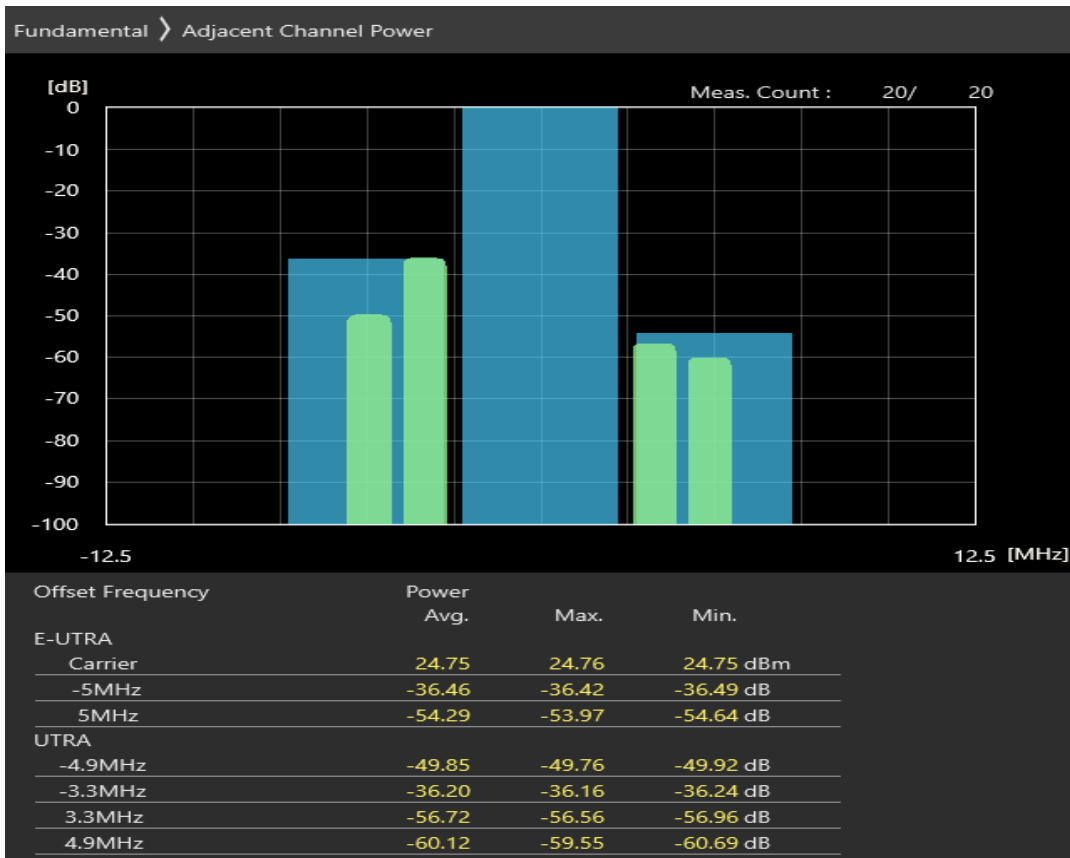 Fundamental 〉 Adjacent Channel Power
[dB]
Meas. Count : 20/ 20
0
-10
-20
-30
-40
-50
-60
-70
-80
-90
-100
-12.5 12.5 [MHz]
Offset Frequency Power
Avg. Max. Min.
E-UTRA
Carrier 24.75 24.76 24.75 dBm
-5MHz -36.46 -36.42 -36.49 dB
5MHz -54.29 -53.97 -54.64 dB
UTRA
-4.9MHz -49.85 -49.76 -49.92 dB
-3.3MHz -36.20 -36.16 -36.24 dB
3.3MHz -56.72 -56.56 -56.96 dB
4.9MHz -60.12 -59.55 -60.69 dB